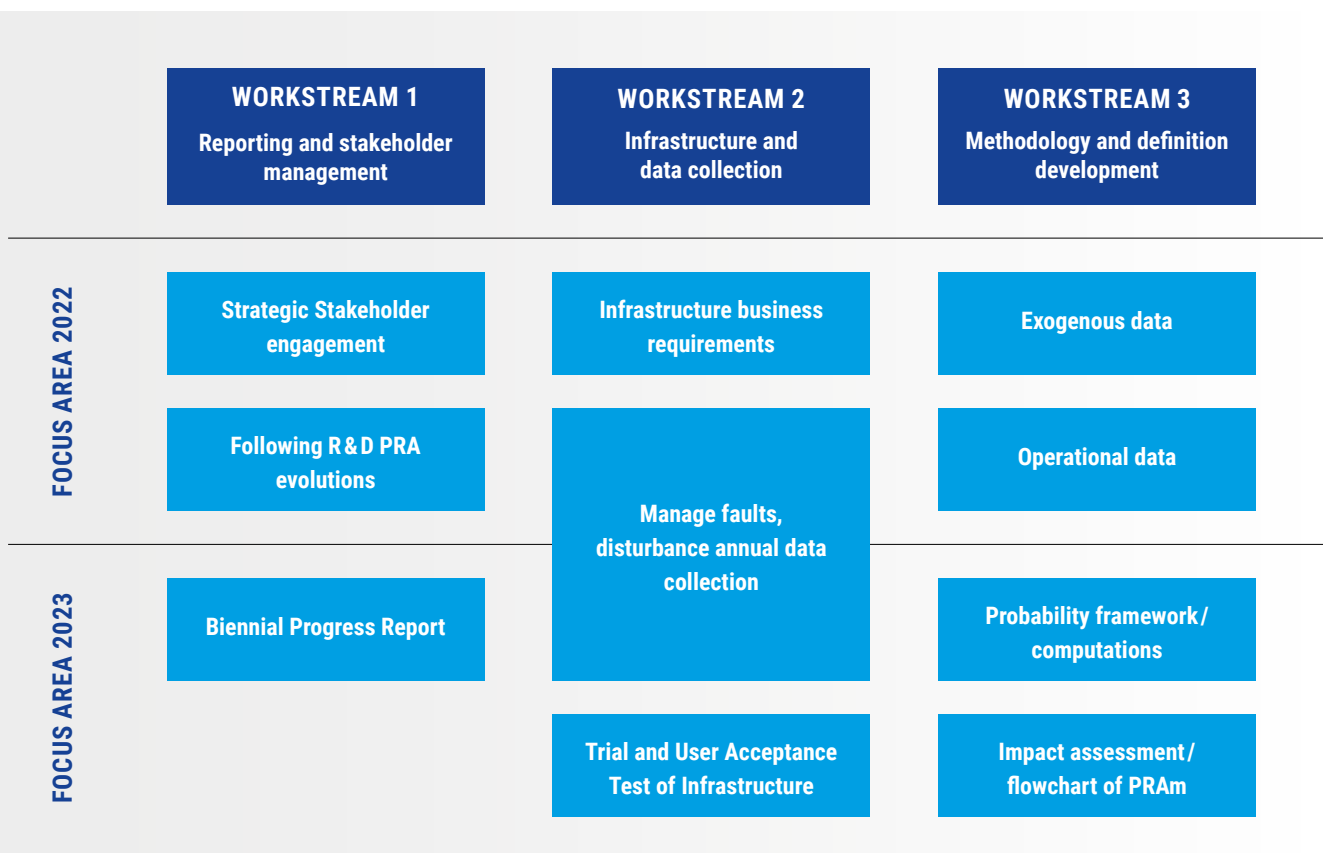 WORKSTREAM 1
Reporting and stakeholder
management
WORKSTREAM 2
Infrastructure and
data collection
WORKSTREAM 3
Methodology and definition
development
FOCUS AREA 2022
Strategic Stakeholder
engagement
Infrastructure business
requirements
Exogenous data
Following R & D PRA
evolutions
Manage faults,
disturbance annual data
collection
Operational data
FOCUS AREA 2023
Biennial Progress Report
Probability framework /
computations
Trial and User Acceptance
Test of Infrastructure
Impact assessment /
flowchart of PRAm